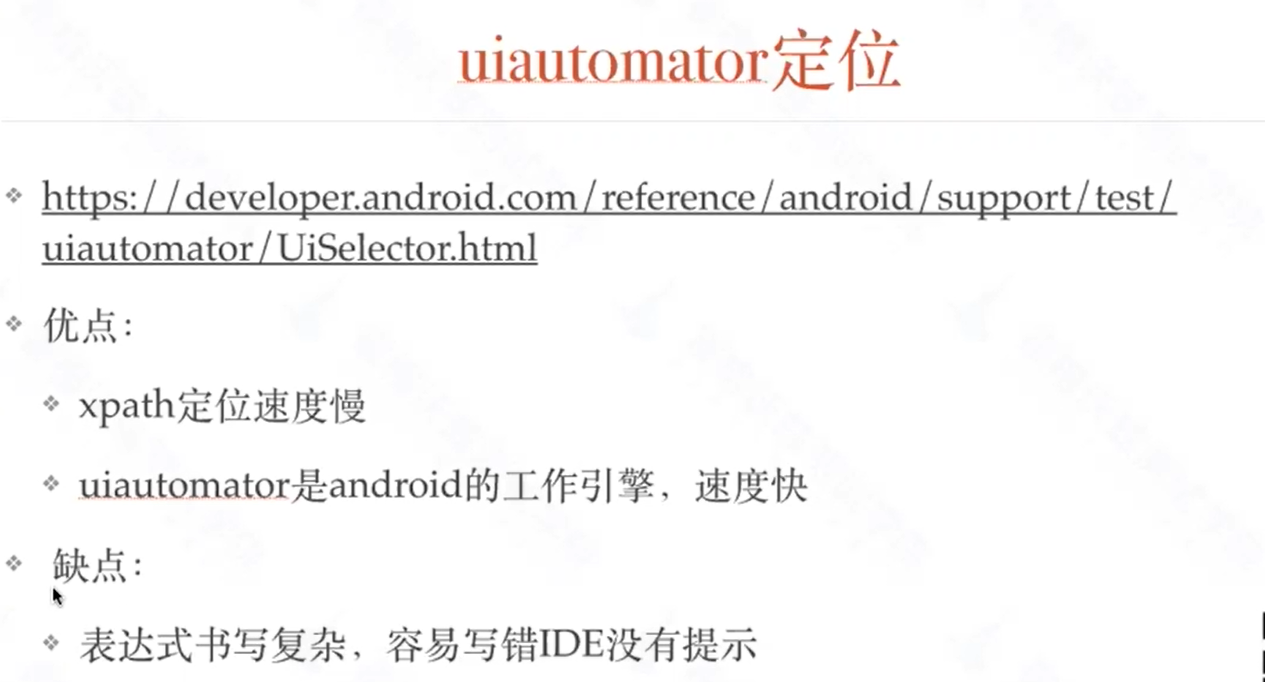 uiautomator定位
https://developer.android.com/reference/android/support/test/
uiautomator/UiSelector.html
优点：
xpath定位速度慢
uiautomator是android的工作引擎，速度快
缺点：
表达式书写复杂，容易写错IDE没有提示